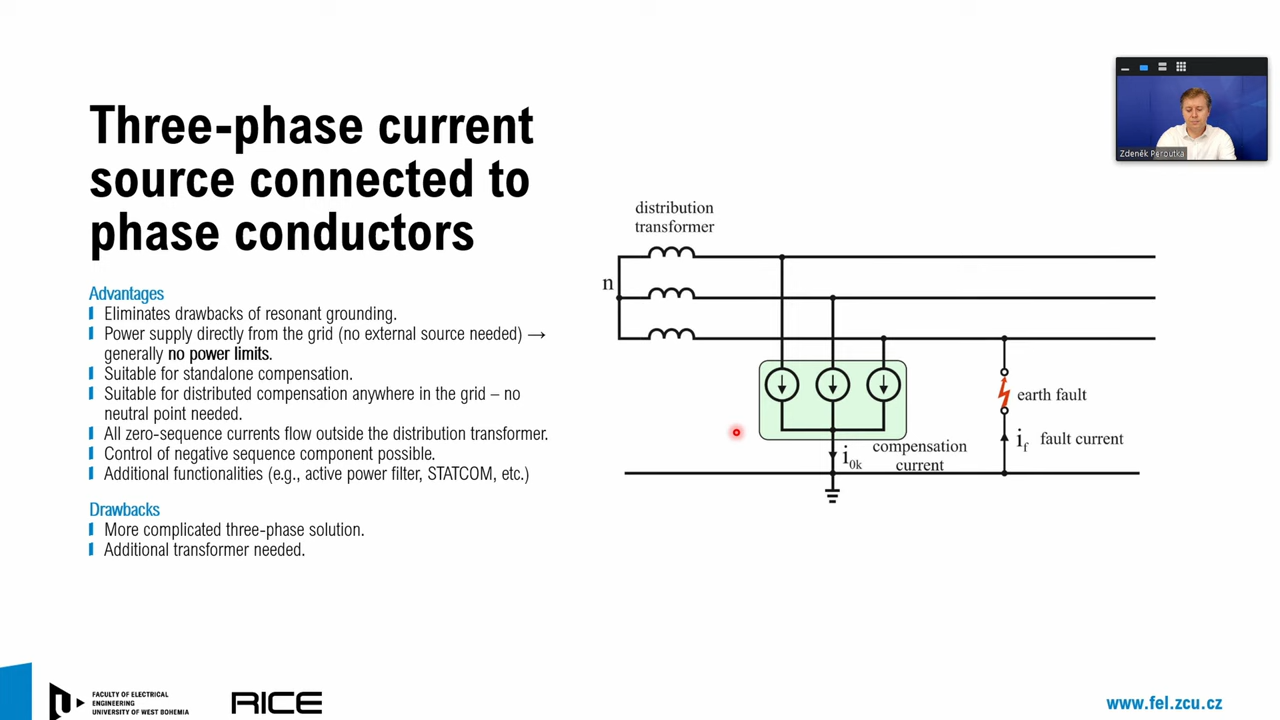 Three-phase current
source connected to
phase conductors
Advantages
Eliminates drawbacks of resonant grounding.
Power supply directly from the grid (no external source needed) →
generally no power limits.
Suitable for standalone compensation.
Suitable for distributed compensation anywhere in the grid – no
neutral point needed.
All zero-sequence currents flow outside the distribution transformer.
Control of negative sequence component possible.
Additional functionalities (e.g., active power filter, STATCOM, etc.)
Drawbacks
More complicated three-phase solution.
Additional transformer needed.
distribution
transformer
n
earth fault
i_f fault current
i_0k compensation
current
Zdeněk Peroutka
FACULTY OF ELECTRICAL
ENGINEERING
UNIVERSITY OF WEST BOHEMIA
RICE
www.fel.zcu.cz